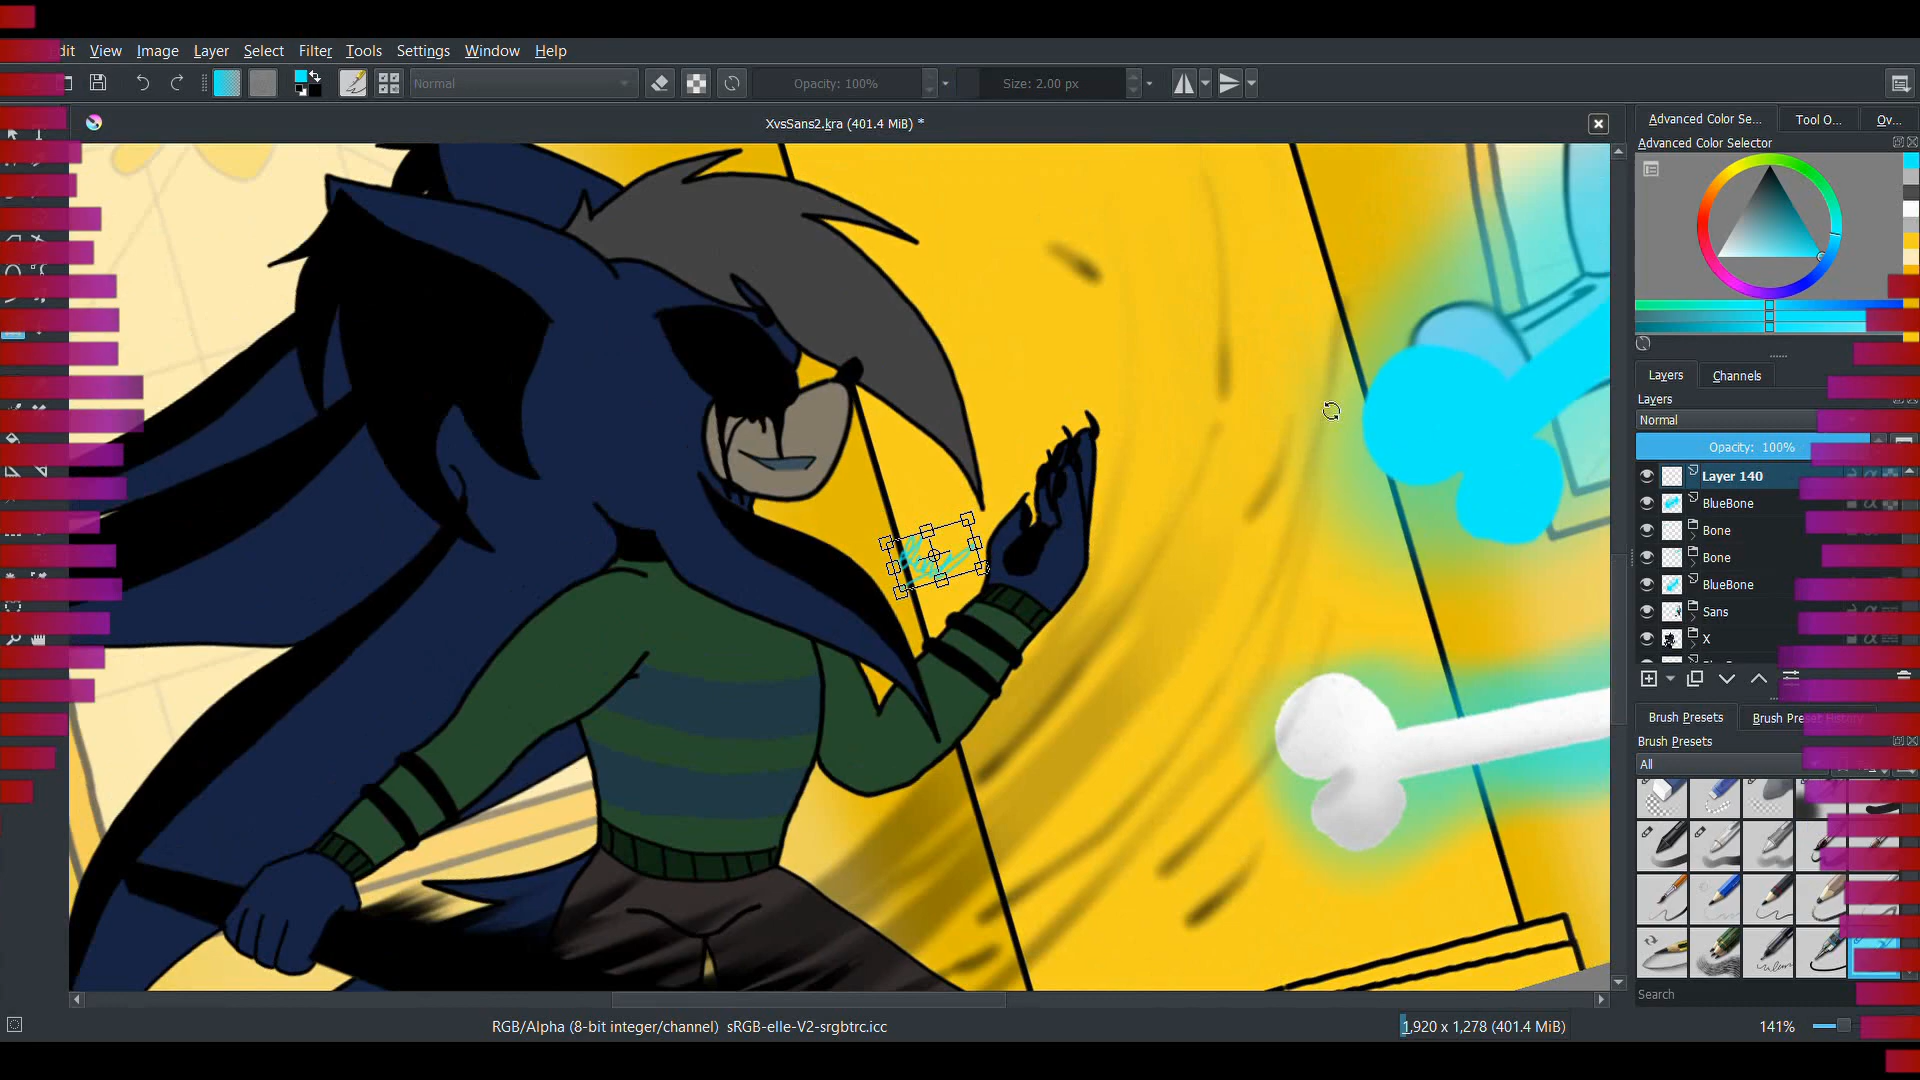 dit View Image Layer Select Filter Tools Settings Window Help
Normal Opacity: 100% Size: 2.00 px
XvsSans2.kra (401.4 MiB) *
Advanced Color Se... Tool O... Ov...
Advanced Color Selector
Layers Channels
Layers
Normal
Opacity: 100%
Layer 140
BlueBone
Bone
Bone
BlueBone
Sans
X
Brush Presets Brush Preset History
Brush Presets
All
Search
RGB/Alpha (8-bit integer/channel) sRGB-elle-V2-srgbtrc.icc 1,920 x 1,278 (401.4 MiB) 141%